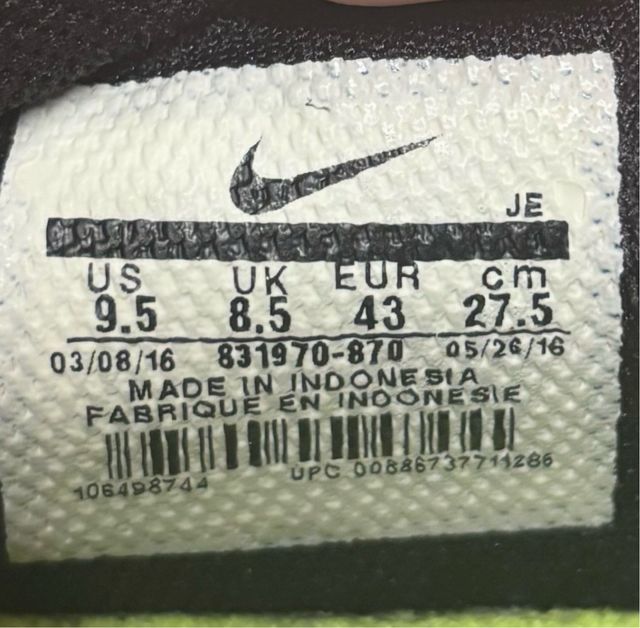 JE
US UK EUR cm
9.5 8.5 43 27.5
03/08/16 831970-870 05/26/16
MADE IN INDONESIA
FABRIQUE EN INDONESIE
106498744 UPC 00886737711286